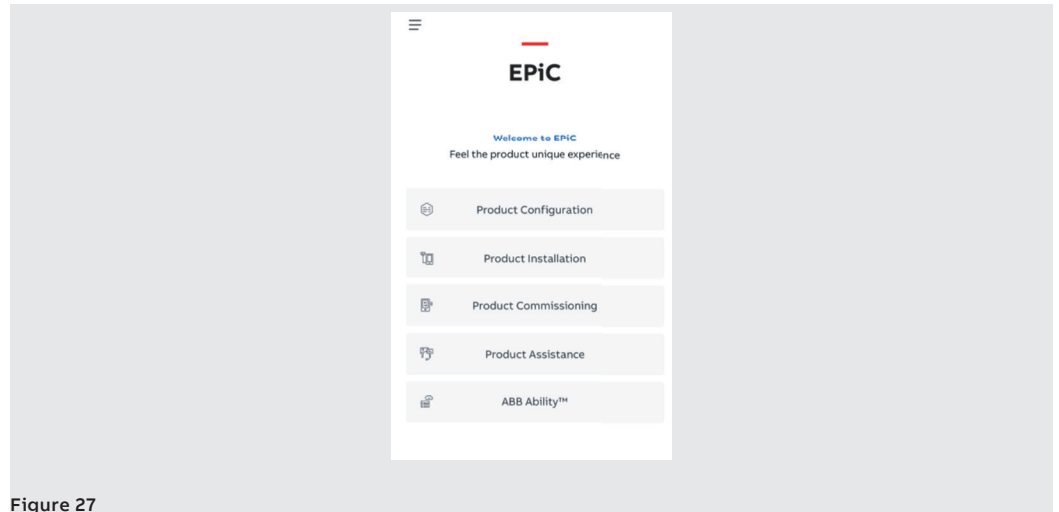 EPiC
Welcome to EPiC
Feel the product unique experience
Product Configuration
Product Installation
Product Commissioning
Product Assistance
ABB Ability™
Figure 27